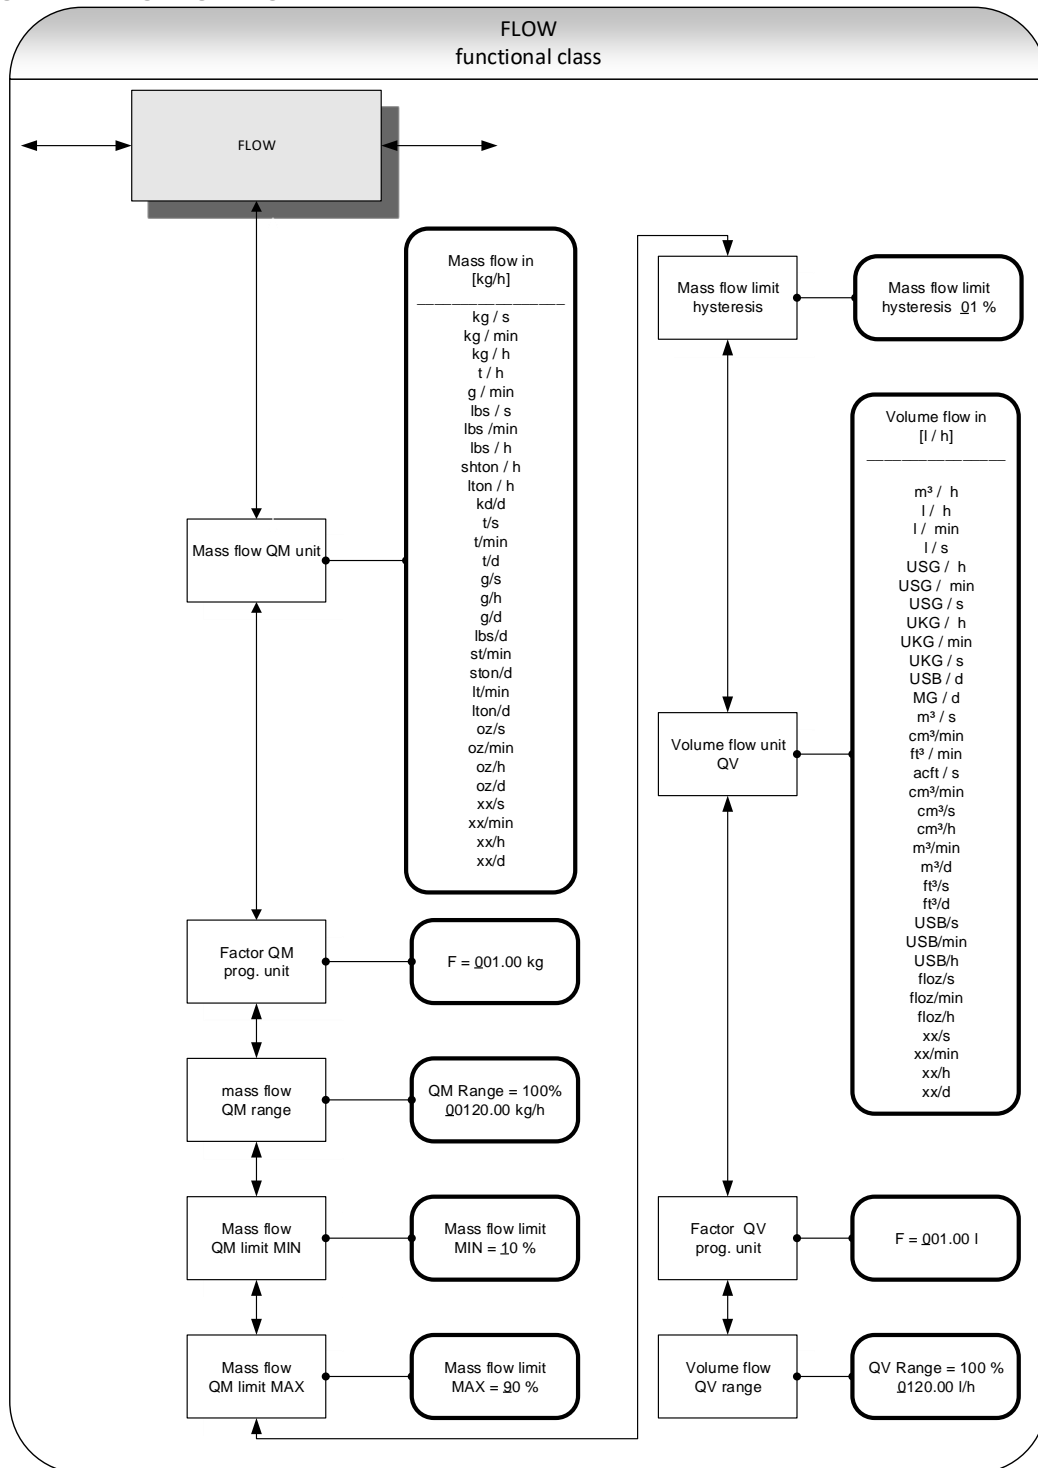 FLOW
functional class
FLOW
Mass flow in
[kg/h]
kg / s
kg / min
kg / h
t / h
g / min
lbs / s
lbs /min
lbs / h
shton / h
lton / h
kd/d
t/s
t/min
t/d
g/s
g/h
g/d
lbs/d
st/min
ston/d
lt/min
lton/d
oz/s
oz/min
oz/h
oz/d
xx/s
xx/min
xx/h
xx/d
Mass flow QM unit
Factor QM
prog. unit
F = 001.00 kg
mass flow
QM range
QM Range = 100%
00120.00 kg/h
Mass flow
QM limit MIN
Mass flow limit
MIN = 10 %
Mass flow
QM limit MAX
Mass flow limit
MAX = 90 %
Mass flow limit
hysteresis
Mass flow limit
hysteresis 01 %
Volume flow unit
QV
Volume flow in
[l / h]
m³ / h
l / h
l / min
l / s
USG / h
USG / min
USG / s
UKG / h
UKG / min
UKG / s
USB / d
MG / d
m³ / s
cm³/min
ft³ / min
acft / s
cm³/min
cm³/s
cm³/h
m³/min
m³/d
ft³/s
ft³/d
USB/s
USB/min
USB/h
floz/s
floz/min
floz/h
xx/s
xx/min
xx/h
xx/d
Factor QV
prog. unit
F = 001.00 l
Volume flow
QV range
QV Range = 100 %
0120.00 l/h